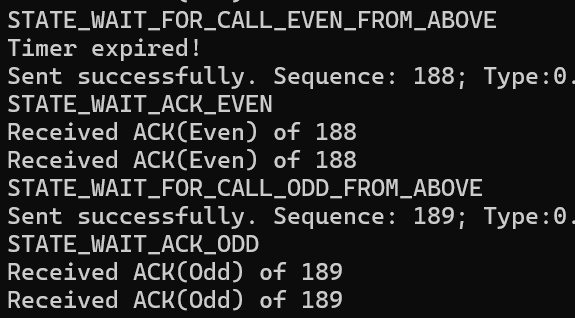 STATE_WAIT_FOR_CALL_EVEN_FROM_ABOVE
Timer expired!
Sent successfully. Sequence: 188; Type:0.
STATE_WAIT_ACK_EVEN
Received ACK(Even) of 188
Received ACK(Even) of 188
STATE_WAIT_FOR_CALL_ODD_FROM_ABOVE
Sent successfully. Sequence: 189; Type:0.
STATE_WAIT_ACK_ODD
Received ACK(Odd) of 189
Received ACK(Odd) of 189